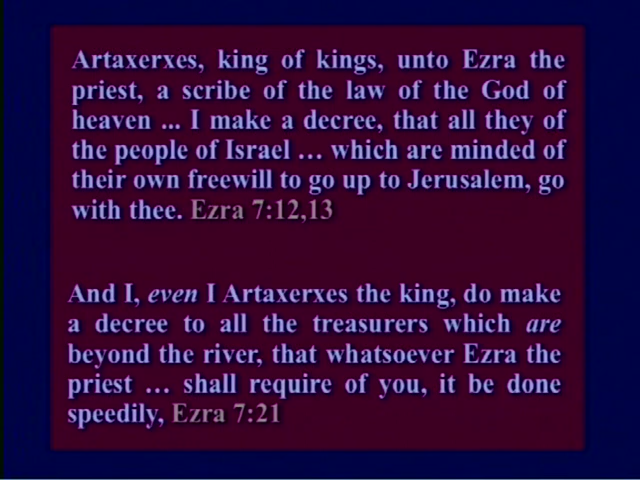 Artaxerxes, king of kings, unto Ezra the
priest, a scribe of the law of the God of
heaven ... I make a decree, that all they of
the people of Israel … which are minded of
their own freewill to go up to Jerusalem, go
with thee. Ezra 7:12,13
And I, even I Artaxerxes the king, do make
a decree to all the treasurers which are
beyond the river, that whatsoever Ezra the
priest … shall require of you, it be done
speedily, Ezra 7:21